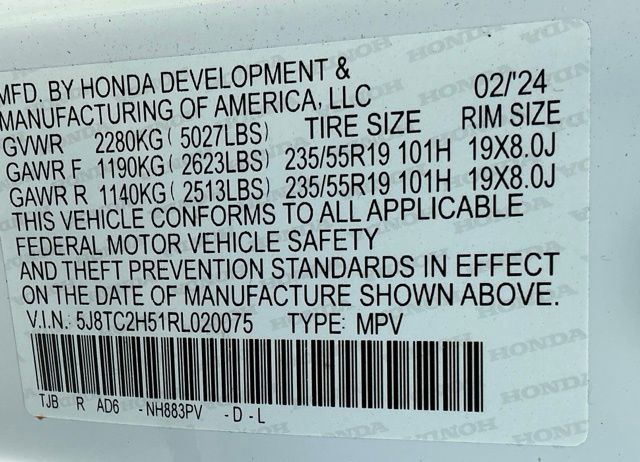 MFD. BY HONDA DEVELOPMENT &
MANUFACTURING OF AMERICA, LLC 02/'24
GVWR 2280KG ( 5027LBS) TIRE SIZE RIM SIZE
GAWR F 1190KG ( 2623LBS) 235/55R19 101H 19X8.0J
GAWR R 1140KG ( 2513LBS) 235/55R19 101H 19X8.0J
THIS VEHICLE CONFORMS TO ALL APPLICABLE
FEDERAL MOTOR VEHICLE SAFETY
AND THEFT PREVENTION STANDARDS IN EFFECT
ON THE DATE OF MANUFACTURE SHOWN ABOVE.
V.I.N.: 5J8TC2H51RL020075 TYPE: MPV
TJB R AD6 - NH883PV - D - L